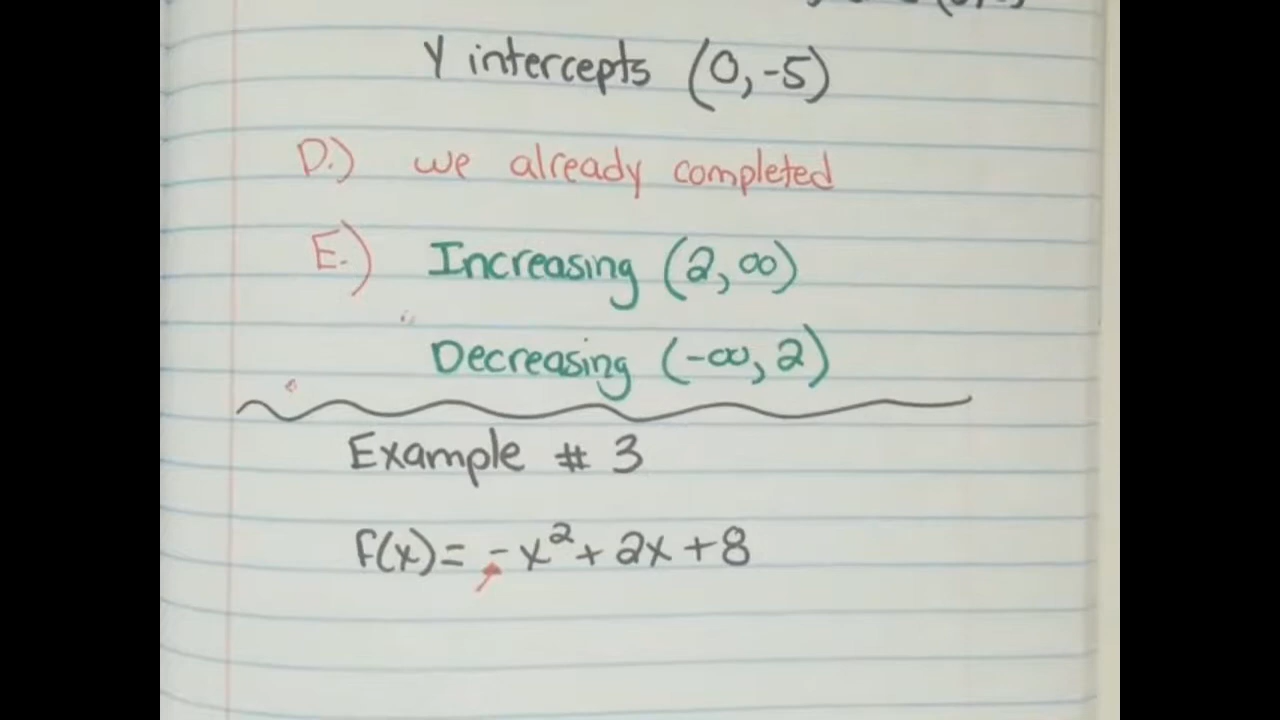 Y intercepts (0,-5)
D.) we already completed
E.) Increasing (2,∞)
Decreasing (-∞,2)
Example # 3
f(x)= -x²+2x+8